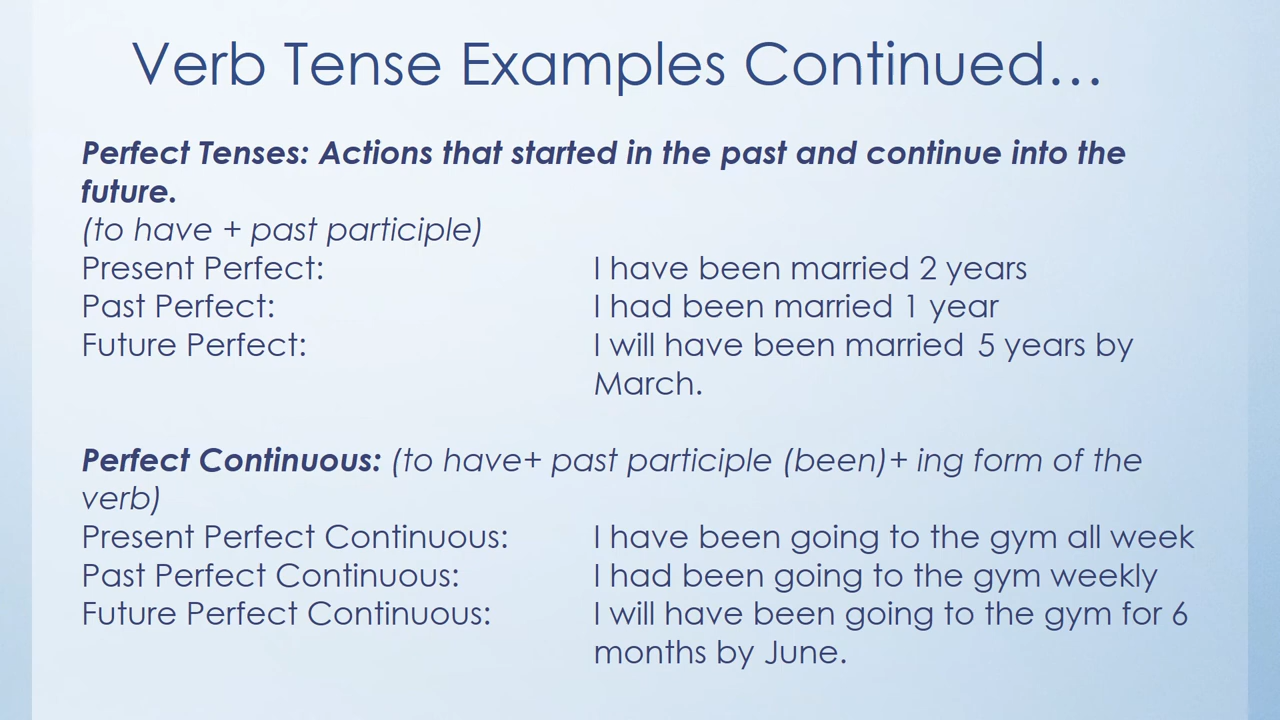 Verb Tense Examples Continued…
Perfect Tenses: Actions that started in the past and continue into the
future.
(to have + past participle)
Present Perfect: I have been married 2 years
Past Perfect: I had been married 1 year
Future Perfect: I will have been married 5 years by
March.
Perfect Continuous: (to have+ past participle (been)+ ing form of the
verb)
Present Perfect Continuous: I have been going to the gym all week
Past Perfect Continuous: I had been going to the gym weekly
Future Perfect Continuous: I will have been going to the gym for 6
months by June.